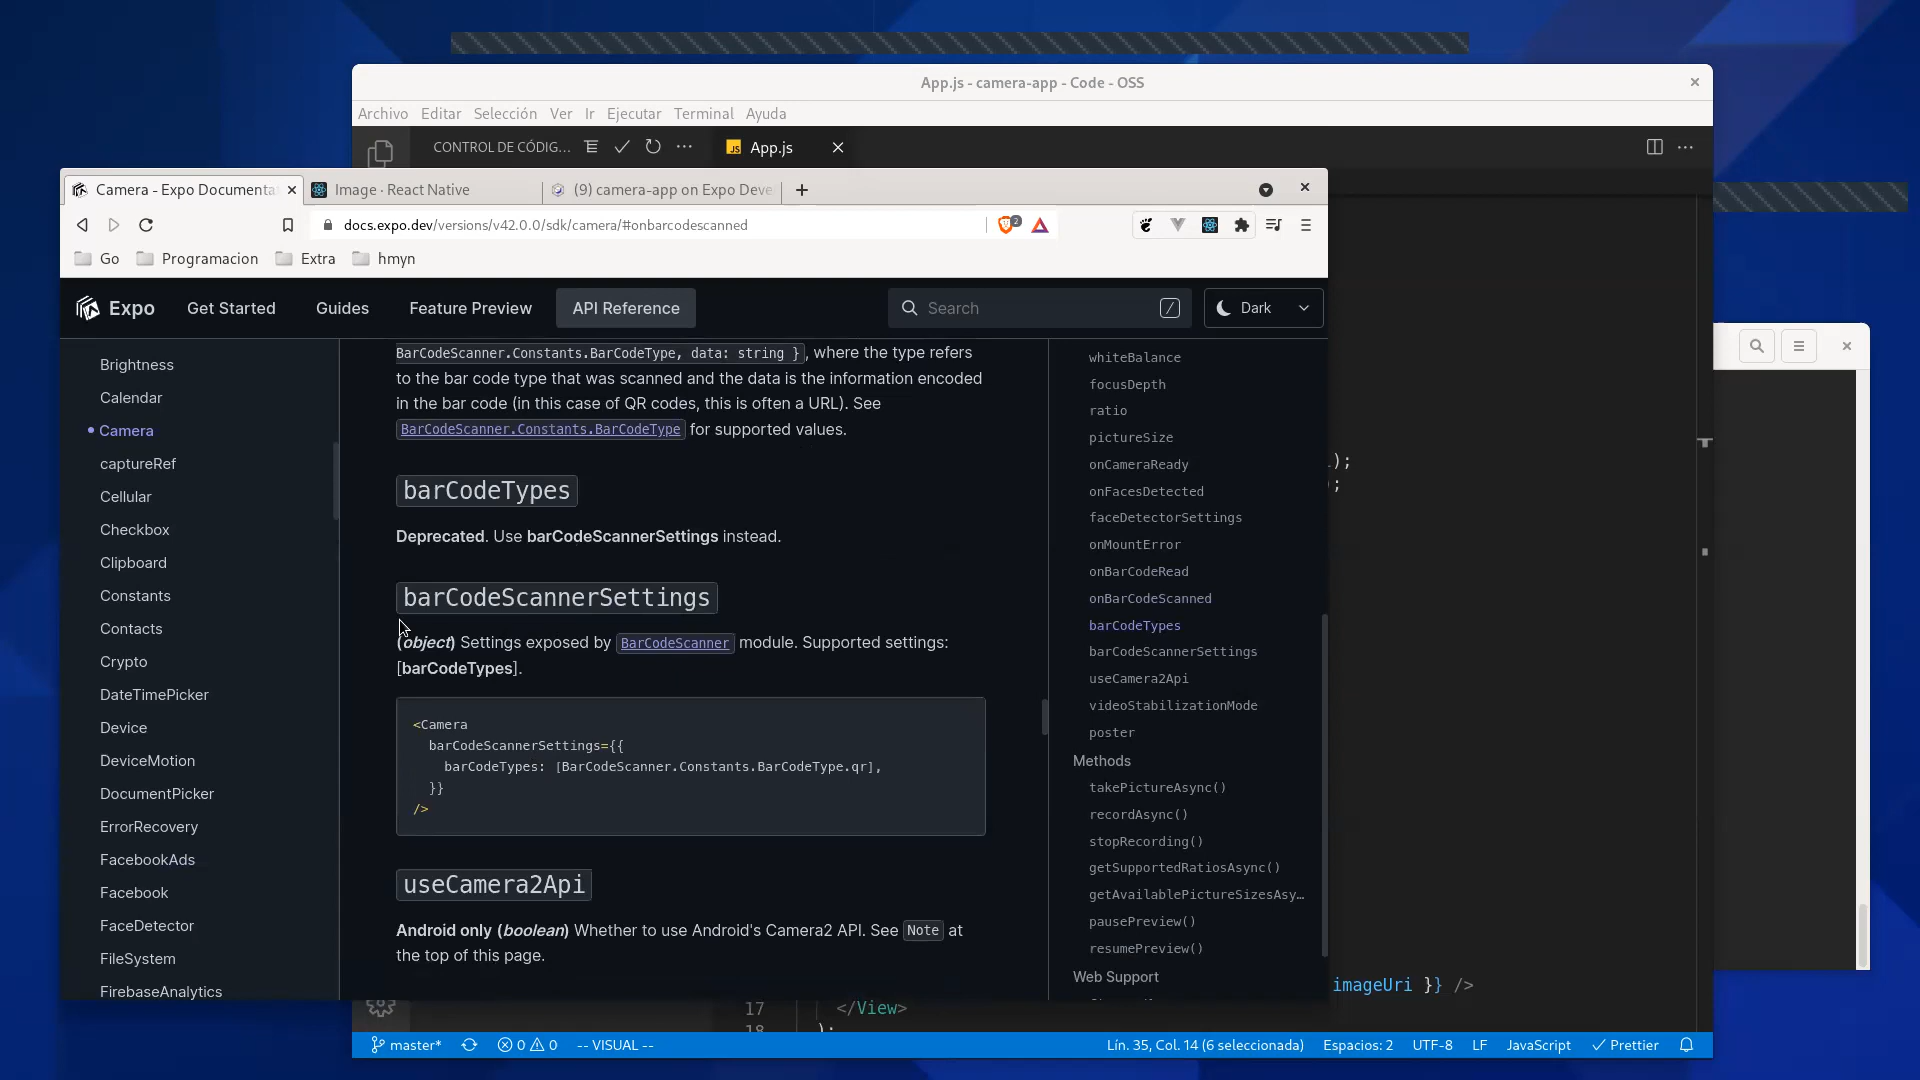 App.js - camera-app - Code - OSS
Archivo Editar Selección Ver Ir Ejecutar Terminal Ayuda
CONTROL DE CÓDIG... App.js
Camera - Expo Documenta
Image · React Native
(9) camera-app on Expo Deve
docs.expo.dev/versions/v42.0.0/sdk/camera/#onbarcodescanned
2
Go Programacion Extra hmyn
Expo Get Started Guides Feature Preview API Reference Search / Dark
Brightness
Calendar
Camera
captureRef
Cellular
Checkbox
Clipboard
Constants
Contacts
Crypto
DateTimePicker
Device
DeviceMotion
DocumentPicker
ErrorRecovery
FacebookAds
Facebook
FaceDetector
FileSystem
FirebaseAnalytics
BarCodeScanner.Constants.BarCodeType, data: string }, where the type refers
to the bar code type that was scanned and the data is the information encoded
in the bar code (in this case of QR codes, this is often a URL). See
BarCodeScanner.Constants.BarCodeType for supported values.
barCodeTypes
Deprecated. Use barCodeScannerSettings instead.
barCodeScannerSettings
(object) Settings exposed by BarCodeScanner module. Supported settings:
[barCodeTypes].
<Camera
barCodeScannerSettings={{
barCodeTypes: [BarCodeScanner.Constants.BarCodeType.qr],
}}
/>
useCamera2Api
Android only (boolean) Whether to use Android's Camera2 API. See Note at
the top of this page.
whiteBalance
focusDepth
ratio
pictureSize
onCameraReady
onFacesDetected
faceDetectorSettings
onMountError
onBarCodeRead
onBarCodeScanned
barCodeTypes
barCodeScannerSettings
useCamera2Api
videoStabilizationMode
poster
Methods
takePictureAsync()
recordAsync()
stopRecording()
getSupportedRatiosAsync()
getAvailablePictureSizesAsy…
pausePreview()
resumePreview()
Web Support
);
;
imageUri }} />
17 </View>
18 );
master* 0 0 -- VISUAL -- Lín. 35, Col. 14 (6 seleccionada) Espacios: 2 UTF-8 LF JavaScript Prettier